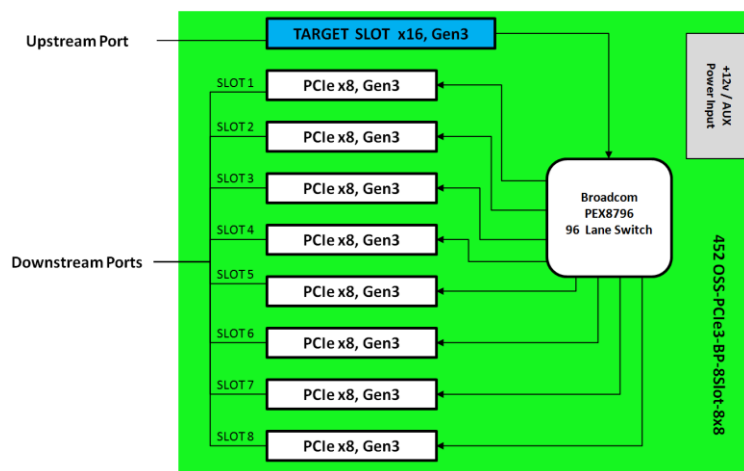 Upstream Port
TARGET SLOT x16, Gen3
+12v / AUX
Power Input
SLOT 1
PCIe x8, Gen3
SLOT 2
PCIe x8, Gen3
SLOT 3
PCIe x8, Gen3
SLOT 4
PCIe x8, Gen3
Downstream Ports
SLOT 5
PCIe x8, Gen3
SLOT 6
PCIe x8, Gen3
SLOT 7
PCIe x8, Gen3
SLOT 8
PCIe x8, Gen3
Broadcom
PEX8796
96 Lane Switch
452 OSS-PCIe3-BP-8Slot-8x8